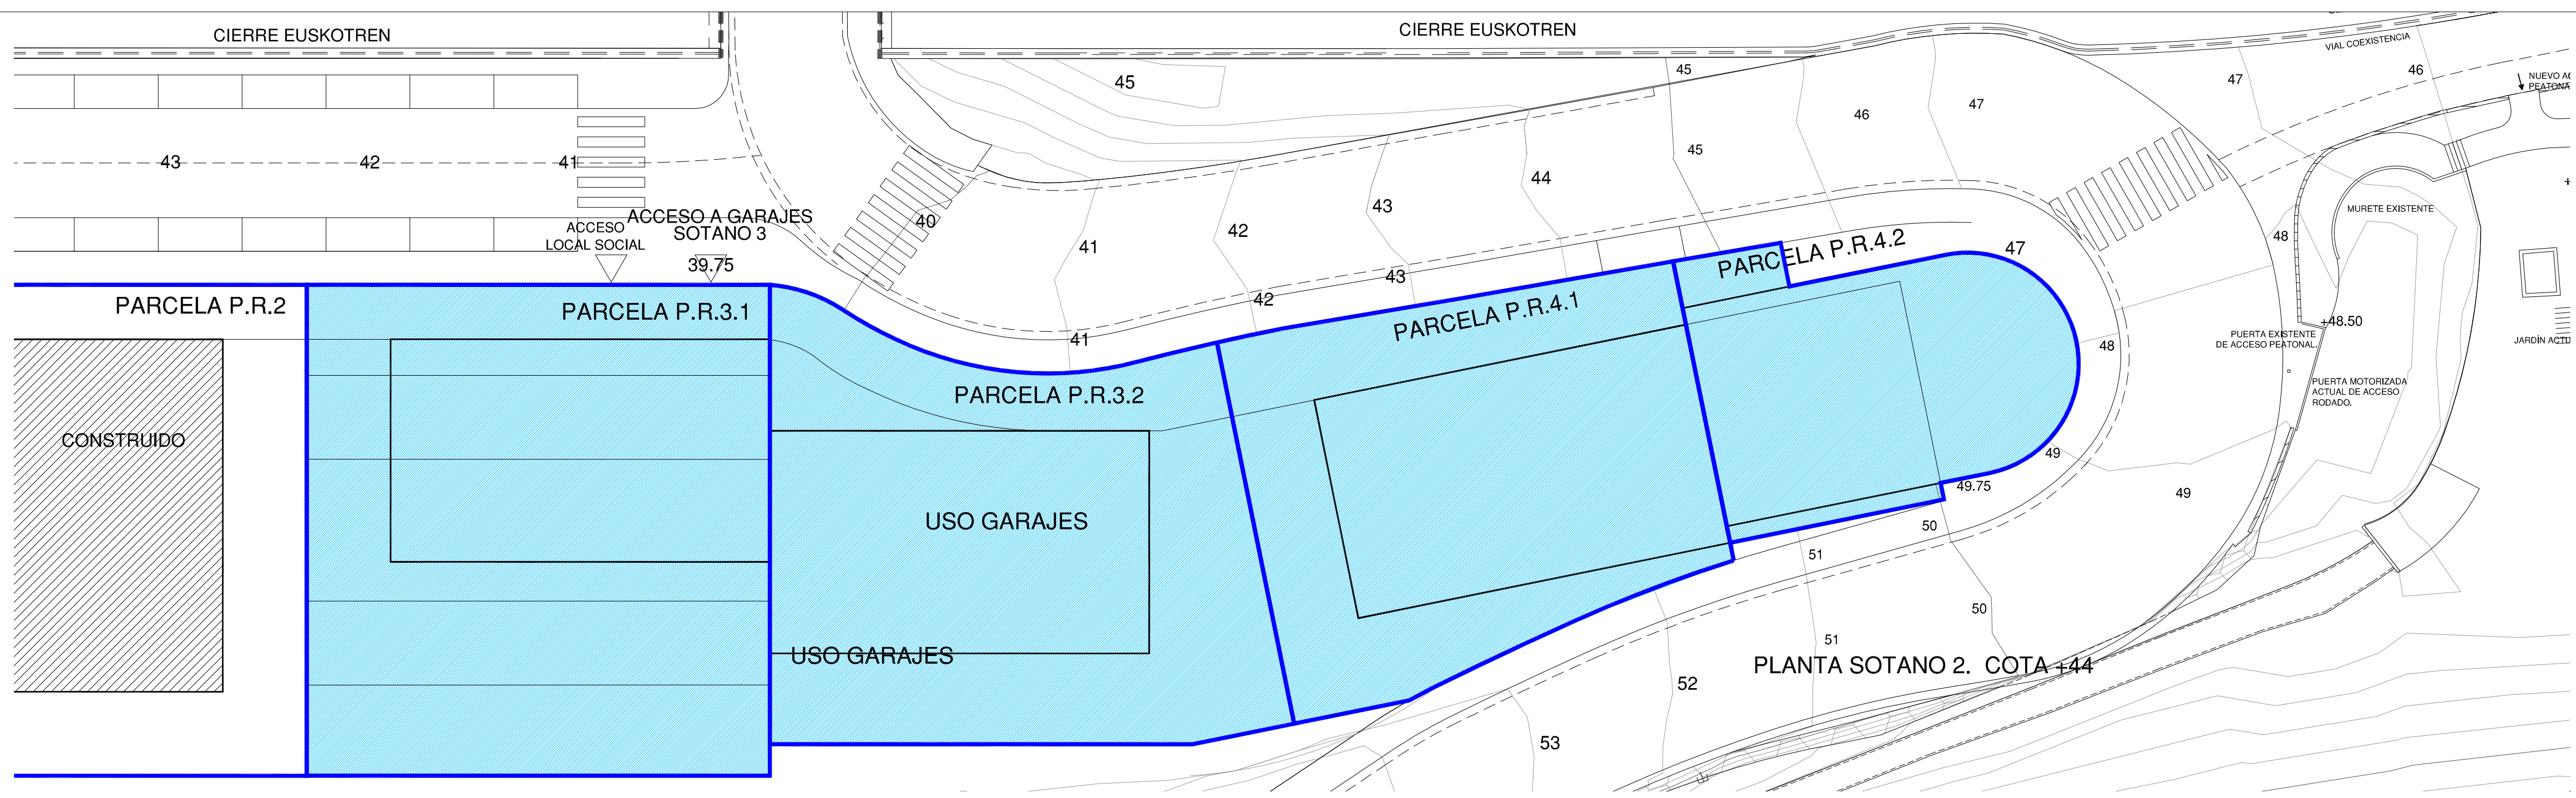 CIERRE EUSKOTREN
CIERRE EUSKOTREN
VIAL COEXISTENCIA
45
45
47
46
NUEVO
PEATONA
46
47
43
42
41
45
44
43
42
41
40
ACCESO A GARAJES
SOTANO 3
ACCESO
LOCAL SOCIAL
39.75
MURETE EXISTENTE
48
47
PARCELA P.R.4.2
43
42
41
PARCELA P.R.2
PARCELA P.R.3.1
PARCELA P.R.4.1
+48.50
PUERTA EXISTENTE
DE ACCESO PEATONAL.
48
JARDÍN
PUERTA MOTORIZADA
ACTUAL DE ACCESO
RODADO.
PARCELA P.R.3.2
CONSTRUIDO
49
49.75
49
USO GARAJES
50
51
50
51
USO GARAJES
PLANTA SOTANO 2. COTA +44
52
53